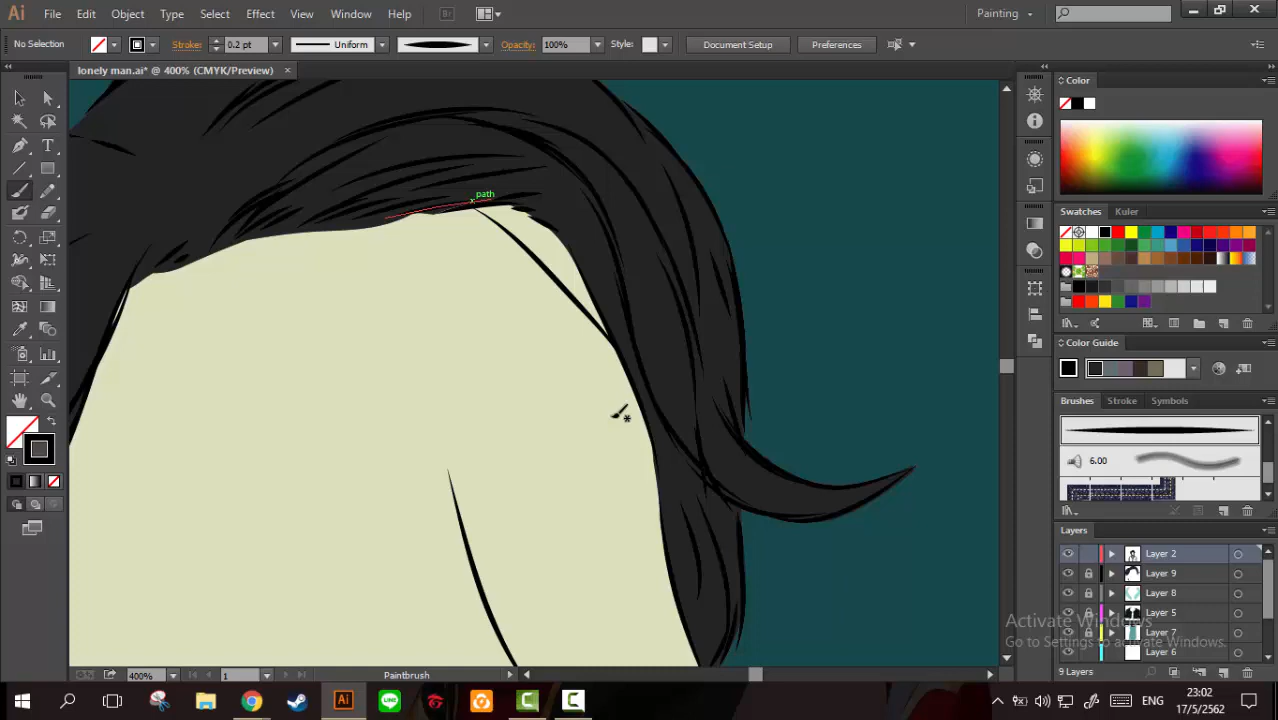 Ai File Edit Object Type Select Effect View Window Help Br Painting
No Selection Stroke: 0.2 pt Uniform Opacity: 100% Style: Document Setup Preferences
lonely man.ai* @ 400% (CMYK/Preview) ×
Color
path
Swatches Kuler
Color Guide
Brushes Stroke Symbols
6.00
Layers
Layer 2
Layer 9
Layer 8
Layer 5
Layer 7
Layer 6
Activate Windows
Go to Settings to activate Windows.
400% 1 Paintbrush 9 Layers
Ai LINE C C ENG 23:02
17/5/2562